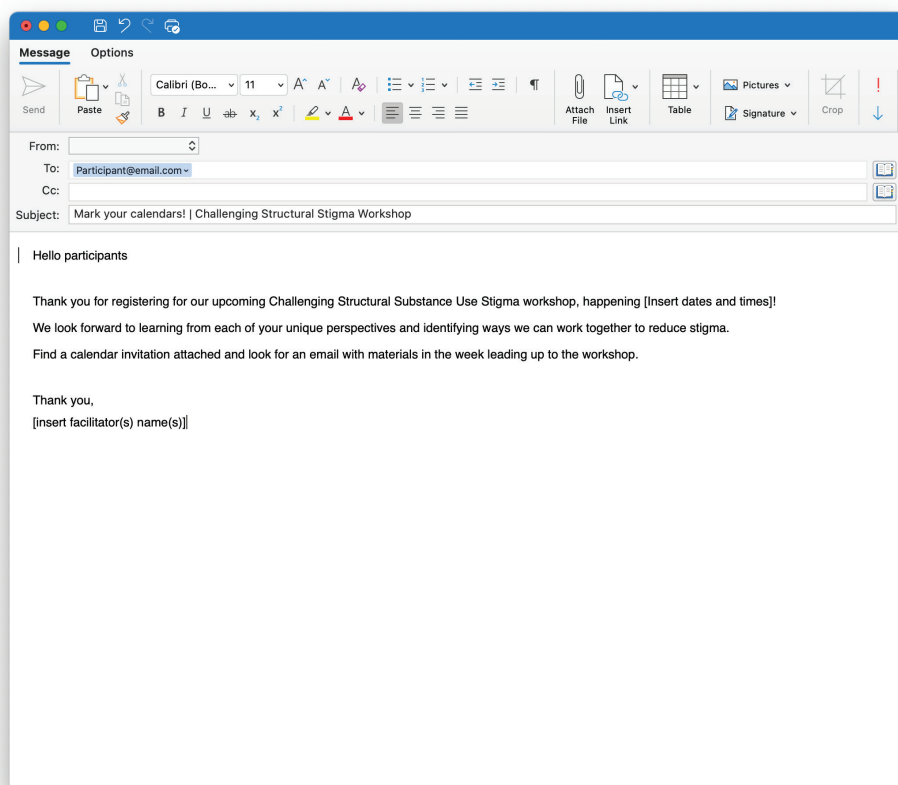 Message Options
Send
Paste
Calibri (Bo... 11
B I U ab x2 x2 A
Attach File
Insert Link
Table
Pictures
Signature
Crop
From:
To: Participant@email.com
Cc:
Subject: Mark your calendars! | Challenging Structural Stigma Workshop
Hello participants
Thank you for registering for our upcoming Challenging Structural Substance Use Stigma workshop, happening [Insert dates and times]!
We look forward to learning from each of your unique perspectives and identifying ways we can work together to reduce stigma.
Find a calendar invitation attached and look for an email with materials in the week leading up to the workshop.
Thank you,
[insert facilitator(s) name(s)]